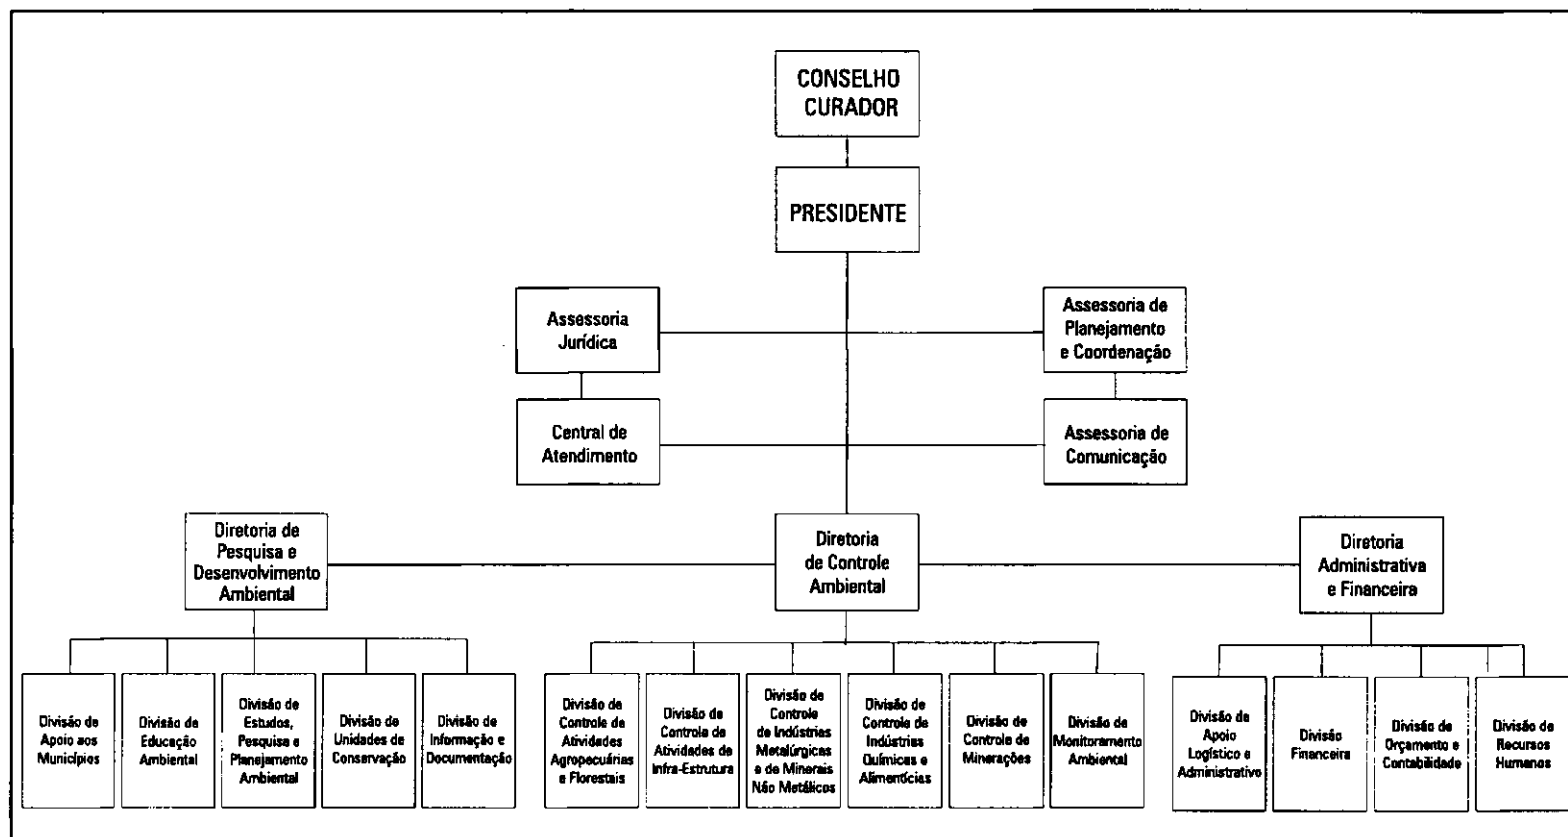 CONSELHO
CURADOR
PRESIDENTE
Assessoria
Jurídica
Assessoria de
Planejamento
e Coordenação
Central de
Atendimento
Assessoria de
Comunicação
Diretoria de
Pesquisa e
Desenvolvimento
Ambiental
Diretoria
de Controle
Ambiental
Diretoria
Administrativa
e Financeira
Divisão de
Apoio aos
Municípios
Divisão de
Educação
Ambiental
Divisão de
Estudos,
Pesquisa e
Planejamento
Ambiental
Divisão de
Unidades de
Conservação
Divisão de
Informação e
Documentação
Divisão de
Controle de
Atividades
Agropecuárias
e Florestais
Divisão de
Controle de
Atividades de
Infra-Estrutura
Divisão de
Controle
de Indústrias
Metalúrgicas
e de Minerais
Não Metálicos
Divisão de
Controle de
Indústrias
Químicas e
Alimentícias
Divisão de
Controle de
Minerações
Divisão de
Monitoramento
Ambiental
Divisão de
Apoio
Logístico e
Administrativo
Divisão
Financeira
Divisão de
Orçamento e
Contabilidade
Divisão de
Recursos
Humanos